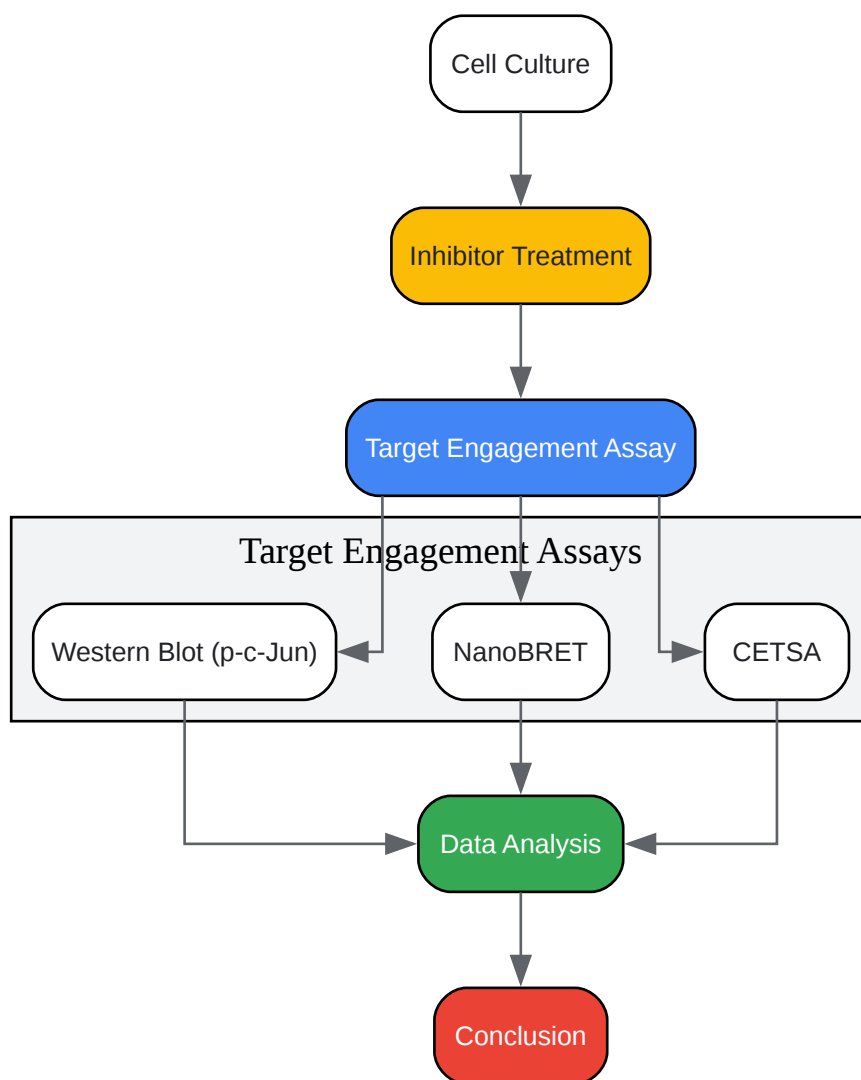 Cell Culture
Inhibitor Treatment
Target Engagement Assay
Target Engagement Assays
Western Blot (p-c-Jun)
NanoBRET
CETSA
Data Analysis
Conclusion